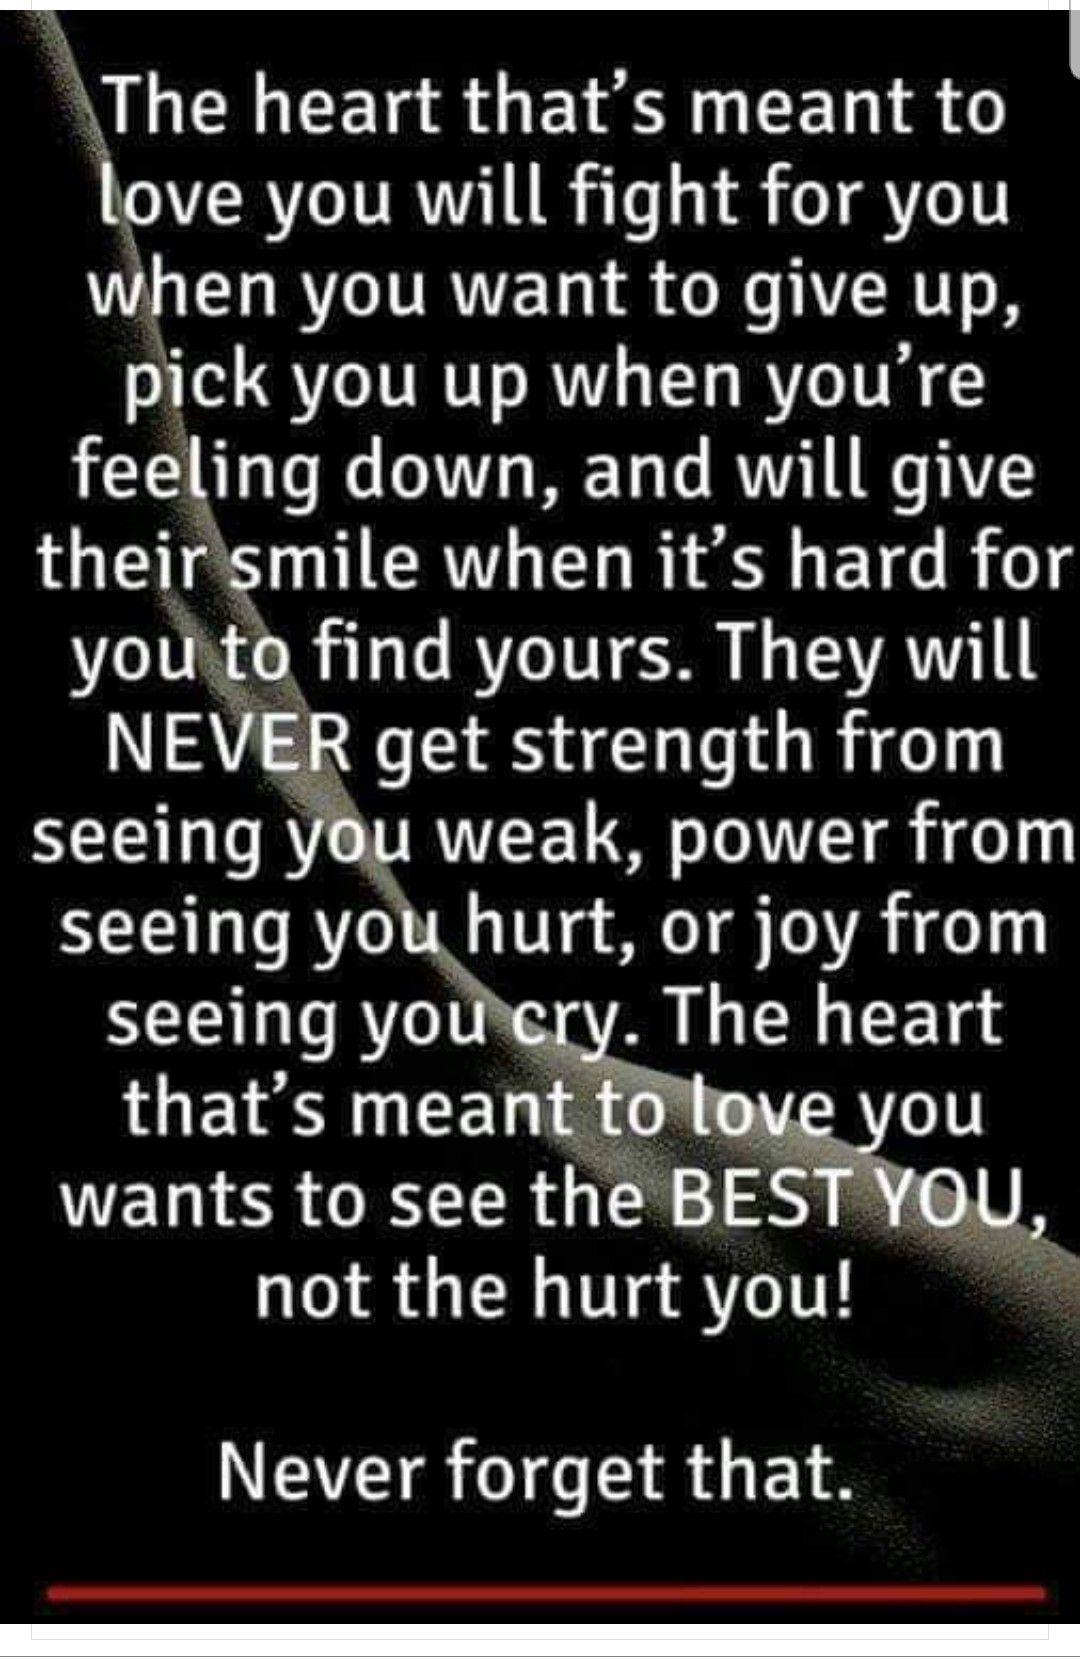 The heart that’s meant to
love you will fight for you
when you want to give up,
pick you up when you’re
feeling down, and will give
their smile when it’s hard for
you to find yours. They will
NEVER get strength from
seeing you weak, power from
seeing you hurt, or joy from
seeing you cry. The heart
that’s meant to love you
wants to see the BEST YOU,
not the hurt you!
Never forget that.